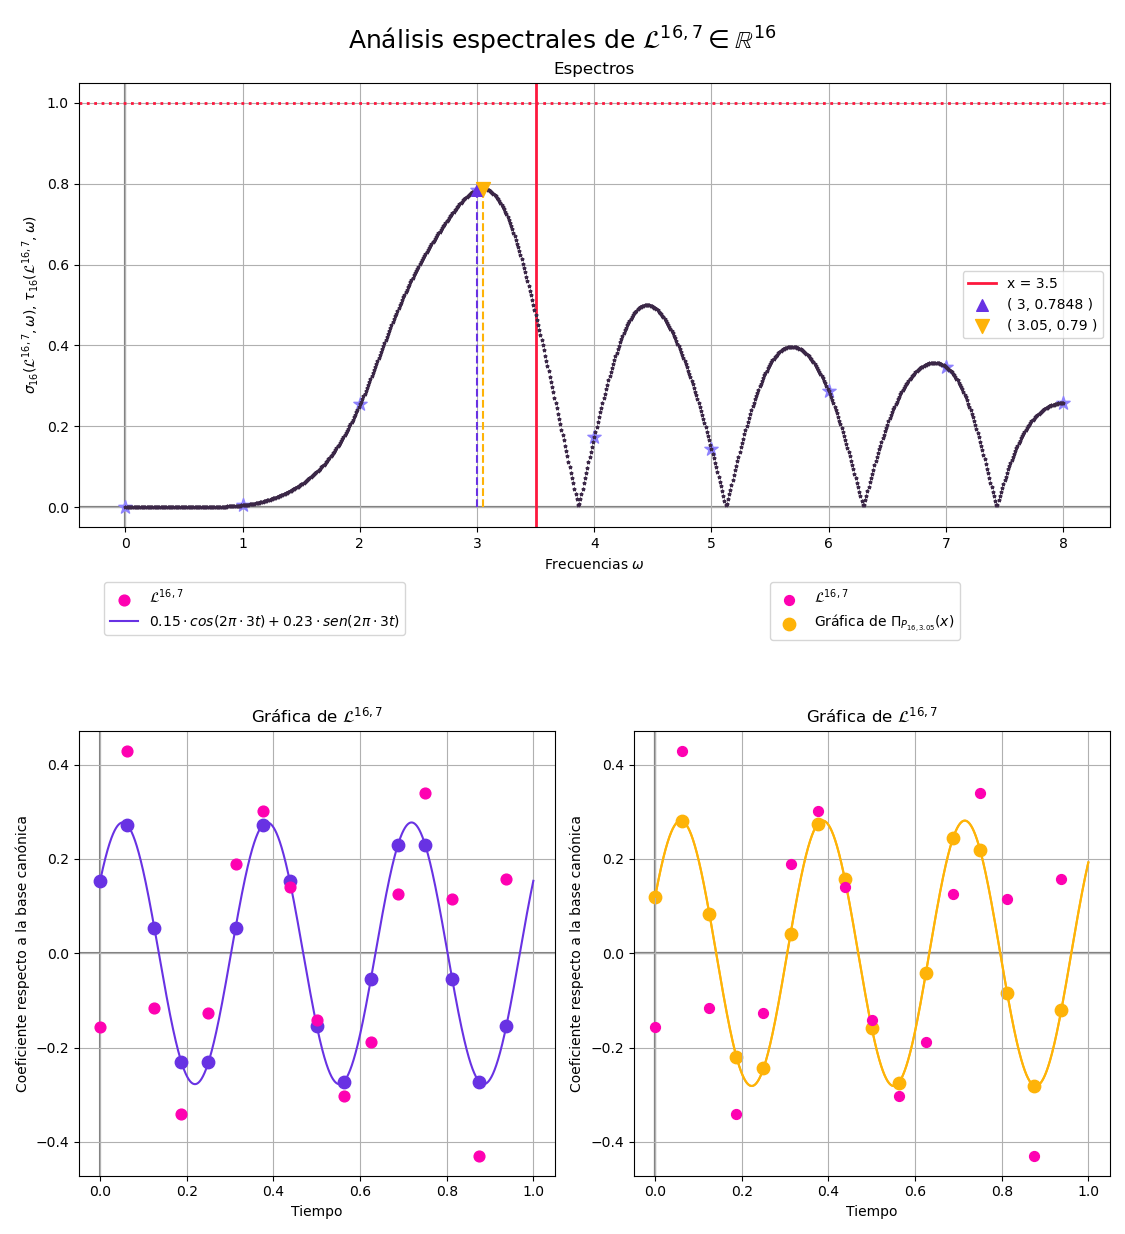 Análisis espectrales de 𝓛^{16,7} ∈ ℝ^{16}
Espectros
σ_{16}(𝓛^{16,7}, ω), τ_{16}(𝓛^{16,7}, ω)
1.0
0.8
0.6
0.4
0.2
0.0
x = 3.5
( 3, 0.7848 )
( 3.05, 0.79 )
0 1 2 3 4 5 6 7 8
Frecuencias ω
𝓛^{16,7}
0.15 · cos(2π · 3t) + 0.23 · sen(2π · 3t)
𝓛^{16,7}
Gráfica de Π_{P_{16,3.05}}(x)
Gráfica de 𝓛^{16,7}
Coeficiente respecto a la base canónica
0.4
0.2
0.0
−0.2
−0.4
0.0 0.2 0.4 0.6 0.8 1.0
Tiempo
Gráfica de 𝓛^{16,7}
Coeficiente respecto a la base canónica
0.4
0.2
0.0
−0.2
−0.4
0.0 0.2 0.4 0.6 0.8 1.0
Tiempo